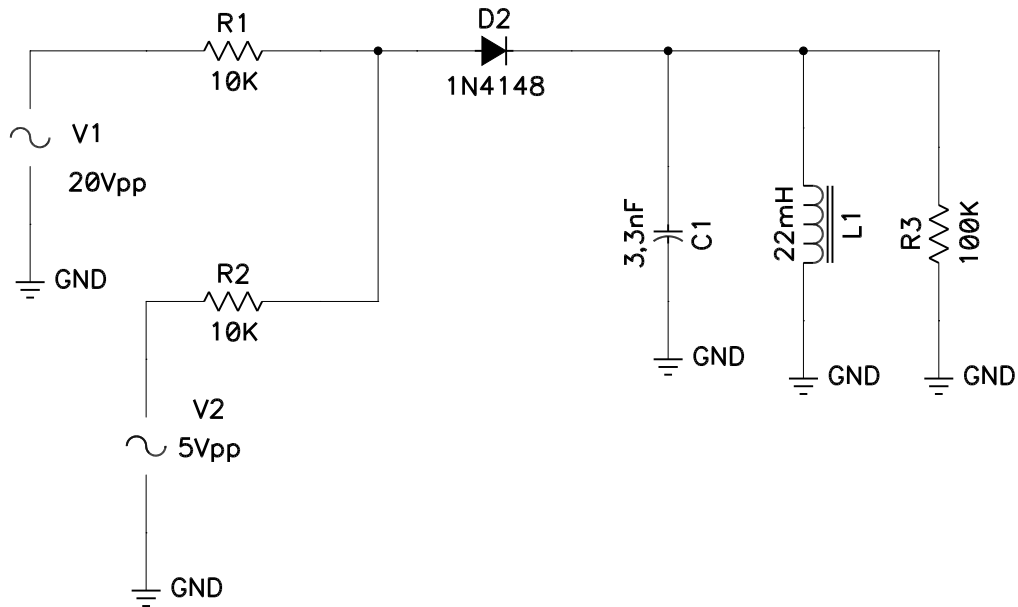 R1
10K
D2
1N4148
V1
20Vpp
GND
R2
10K
V2
5Vpp
GND
3,3nF
C1
GND
22mH
L1
GND
R3
100K
GND